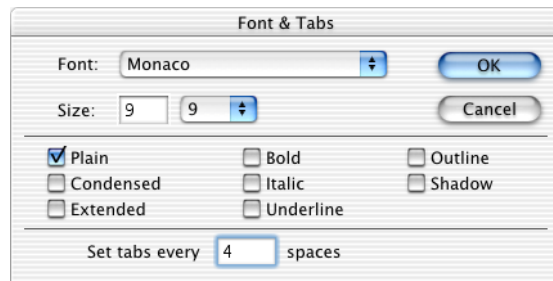 Font & Tabs
Font: Monaco OK
Size: 9 9 Cancel
Plain Bold Outline
Condensed Italic Shadow
Extended Underline
Set tabs every 4 spaces